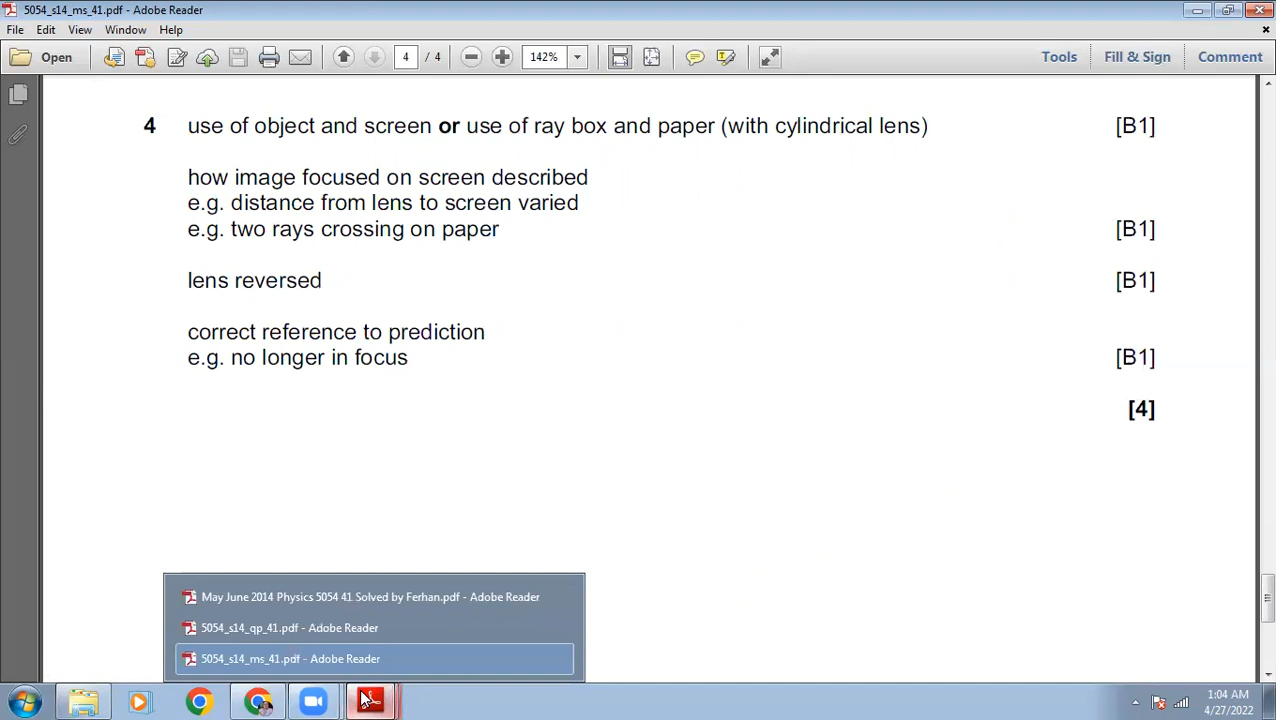 5054_s14_ms_41.pdf - Adobe Reader
File Edit View Window Help
Open 4 / 4 142% Tools Fill & Sign Comment
4 use of object and screen or use of ray box and paper (with cylindrical lens) [B1]
how image focused on screen described
e.g. distance from lens to screen varied
e.g. two rays crossing on paper [B1]
lens reversed [B1]
correct reference to prediction
e.g. no longer in focus [B1]
[4]
May June 2014 Physics 5054 41 Solved by Ferhan.pdf - Adobe Reader
5054_s14_qp_41.pdf - Adobe Reader
5054_s14_ms_41.pdf - Adobe Reader
1:04 AM
4/27/2022